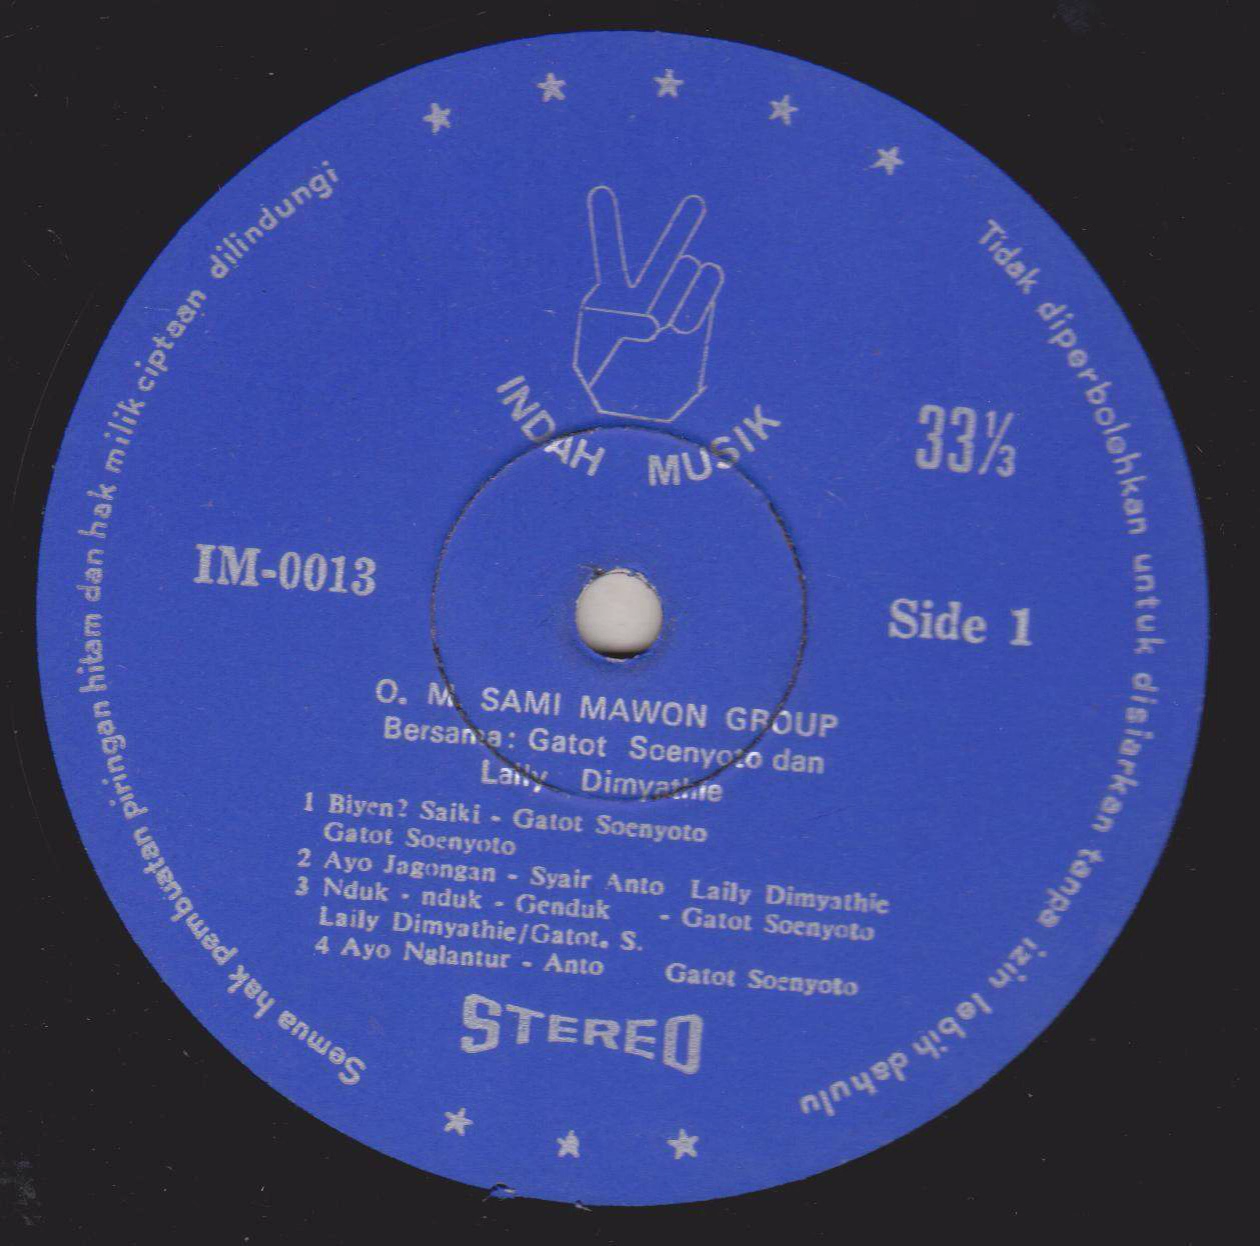 Semua hak pembuatan piringan hitam dan hak milik ciptaan dilindungi
Tidak diperbolehkan untuk disiarkan tanpa izin lebih dahulu
INDAH MUSIK
33 1/3
IM-0013
Side 1
O. M. SAMI MAWON GROUP
Bersama: Gatot Soenyoto dan
Laily Dimyathie
1 Biyen? Saiki - Gatot Soenyoto
Gatot Soenyoto
2 Ayo Jagongan - Syair Anto Laily Dimyathie
3 Nduk - nduk - Genduk - Gatot Soenyoto
Laily Dimyathie/Gatot. S.
4 Ayo Nglantur - Anto Gatot Soenyoto
STEREO